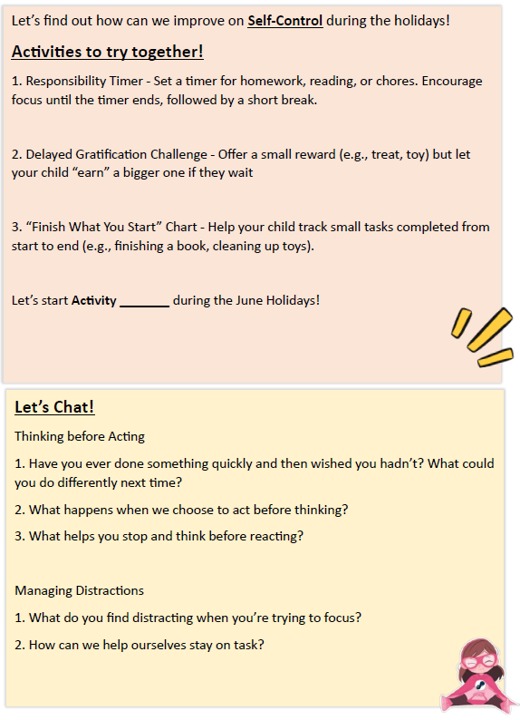 Let's find out how can we improve on Self-Control during the holidays!
Activities to try together!
1. Responsibility Timer - Set a timer for homework, reading, or chores. Encourage
focus until the timer ends, followed by a short break.
2. Delayed Gratification Challenge - Offer a small reward (e.g., treat, toy) but let
your child “earn” a bigger one if they wait
3. “Finish What You Start” Chart - Help your child track small tasks completed from
start to end (e.g., finishing a book, cleaning up toys).
Let's start Activity _______ during the June Holidays!
Let's Chat!
Thinking before Acting
1. Have you ever done something quickly and then wished you hadn't? What could
you do differently next time?
2. What happens when we choose to act before thinking?
3. What helps you stop and think before reacting?
Managing Distractions
1. What do you find distracting when you're trying to focus?
2. How can we help ourselves stay on task?